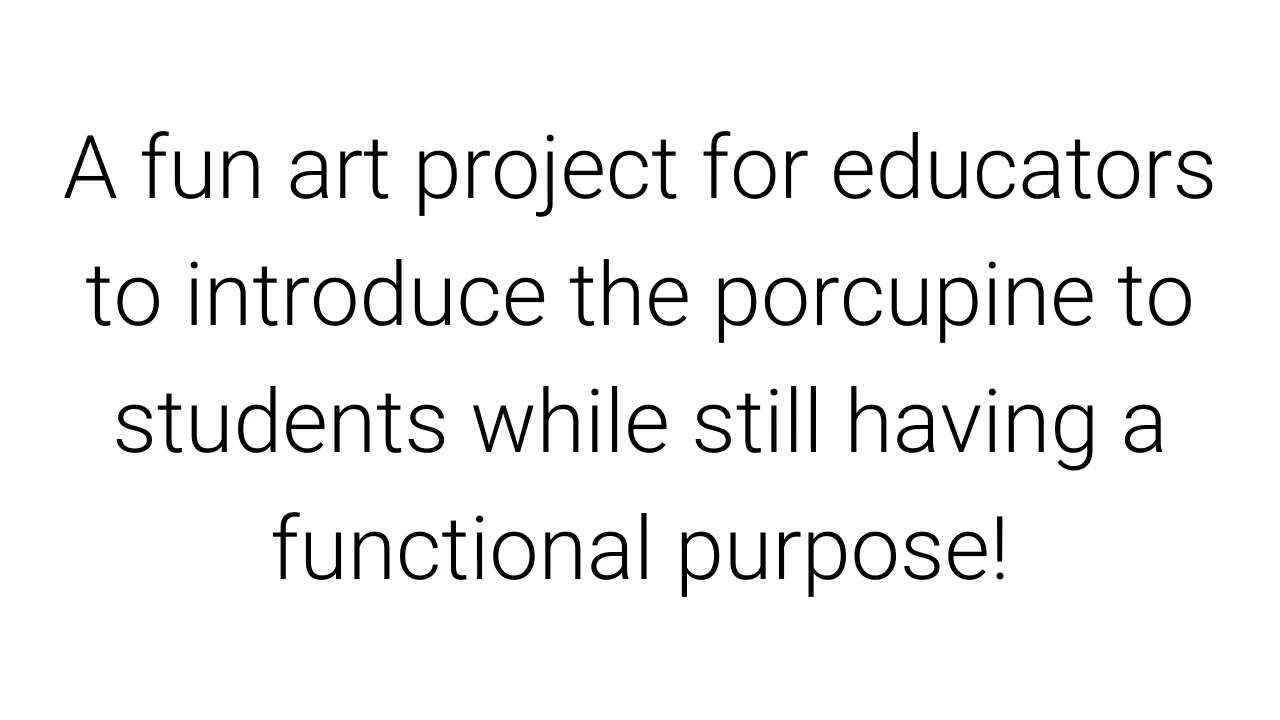 A fun art project for educators
to introduce the porcupine to
students while still having a
functional purpose!